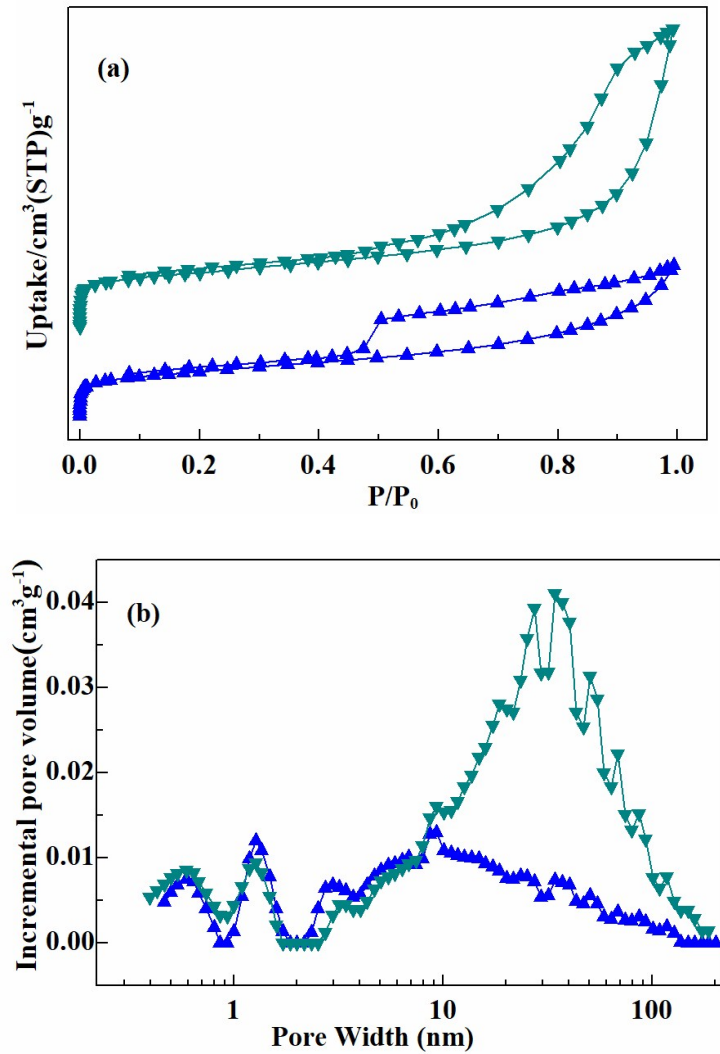 (a)
Uptake/cm³(STP)g⁻¹
0.0 0.2 0.4 0.6 0.8 1.0
P/P₀
(b)
Incremental pore volume(cm³g⁻¹)
0.04
0.03
0.02
0.01
0.00
1 10 100
Pore Width (nm)